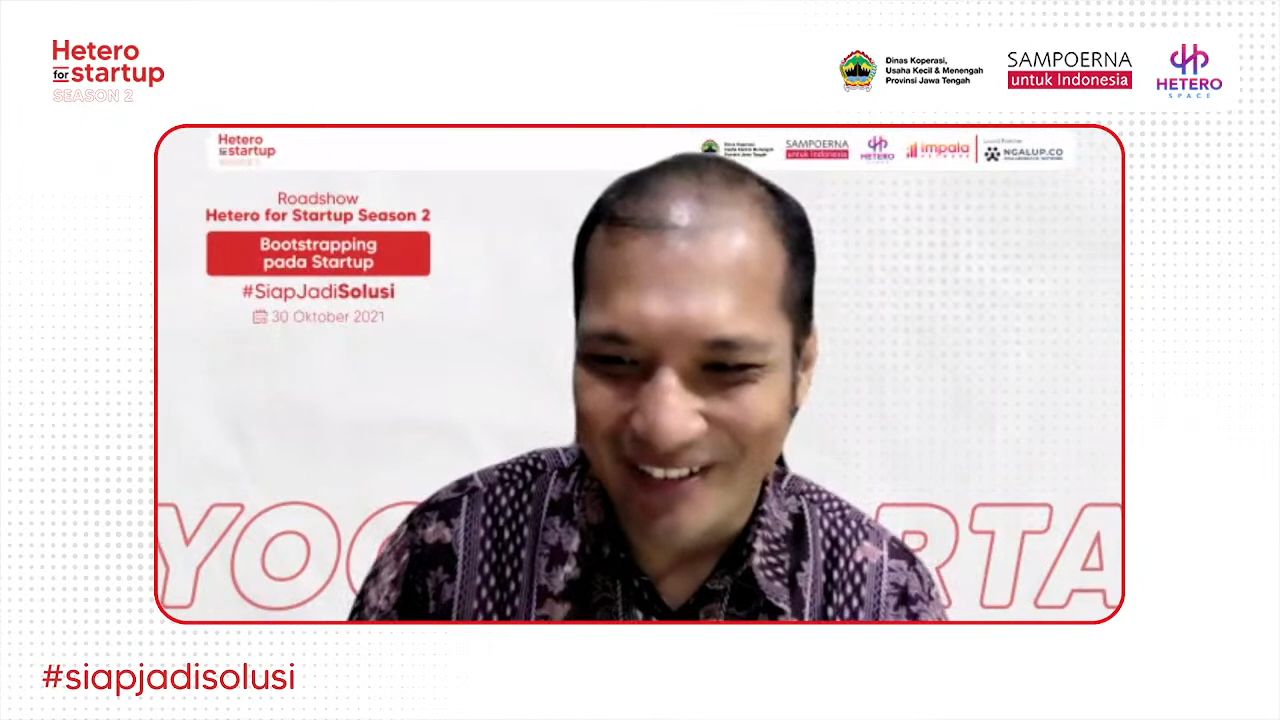 Hetero
for startup
SEASON 2
Dinas Koperasi,
Usaha Kecil & Menengah
Provinsi Jawa Tengah
SAMPOERNA
untuk Indonesia
HETERO
SPACE
Hetero
for startup
SAMPOERNA
untuk Indonesia
HETERO
impala
NGALUP.CO
Roadshow
Hetero for Startup Season 2
Bootstrapping
pada Startup
#SiapJadiSolusi
30 Oktober 2021
YOG RTA
#siapjadisolusi